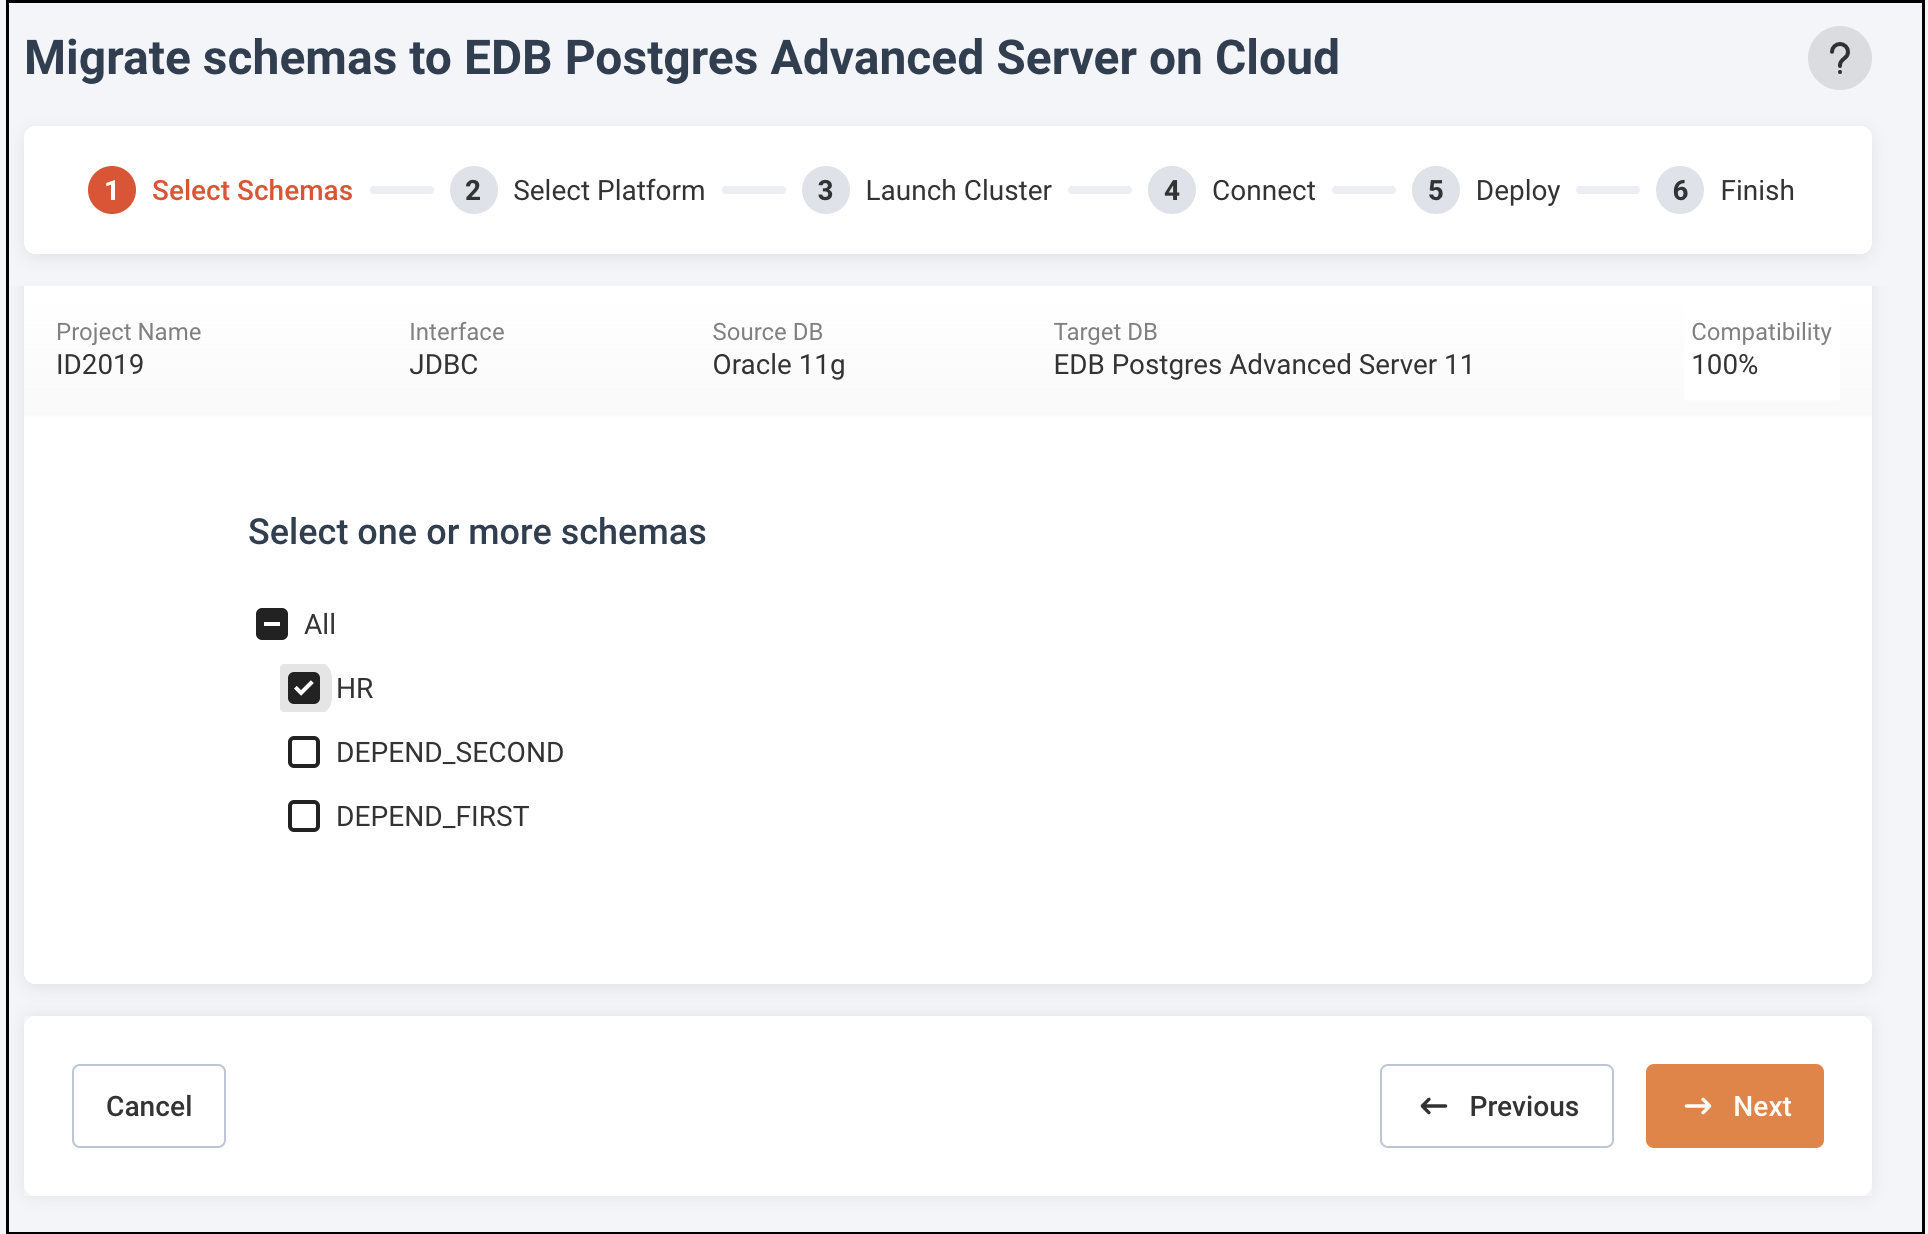 Migrate schemas to EDB Postgres Advanced Server on Cloud
?
1 Select Schemas 2 Select Platform 3 Launch Cluster 4 Connect 5 Deploy 6 Finish
Project Name Interface Source DB Target DB Compatibility
ID2019 JDBC Oracle 11g EDB Postgres Advanced Server 11 100%
Select one or more schemas
All
HR
DEPEND_SECOND
DEPEND_FIRST
Cancel Previous Next